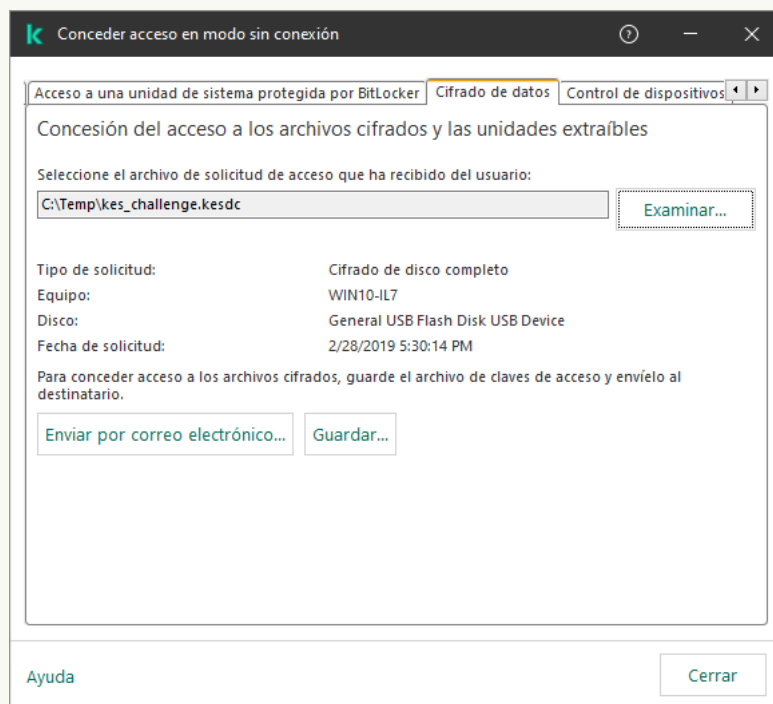 Conceder acceso en modo sin conexión
Acceso a una unidad de sistema protegida por BitLocker Cifrado de datos Control de dispositivos
Concesión del acceso a los archivos cifrados y las unidades extraíbles
Seleccione el archivo de solicitud de acceso que ha recibido del usuario:
C:\Temp\kes_challenge.kesdc Examinar...
Tipo de solicitud: Cifrado de disco completo
Equipo: WIN10-IL7
Disco: General USB Flash Disk USB Device
Fecha de solicitud: 2/28/2019 5:30:14 PM
Para conceder acceso a los archivos cifrados, guarde el archivo de claves de acceso y envíelo al
destinatario.
Enviar por correo electrónico... Guardar...
Ayuda Cerrar